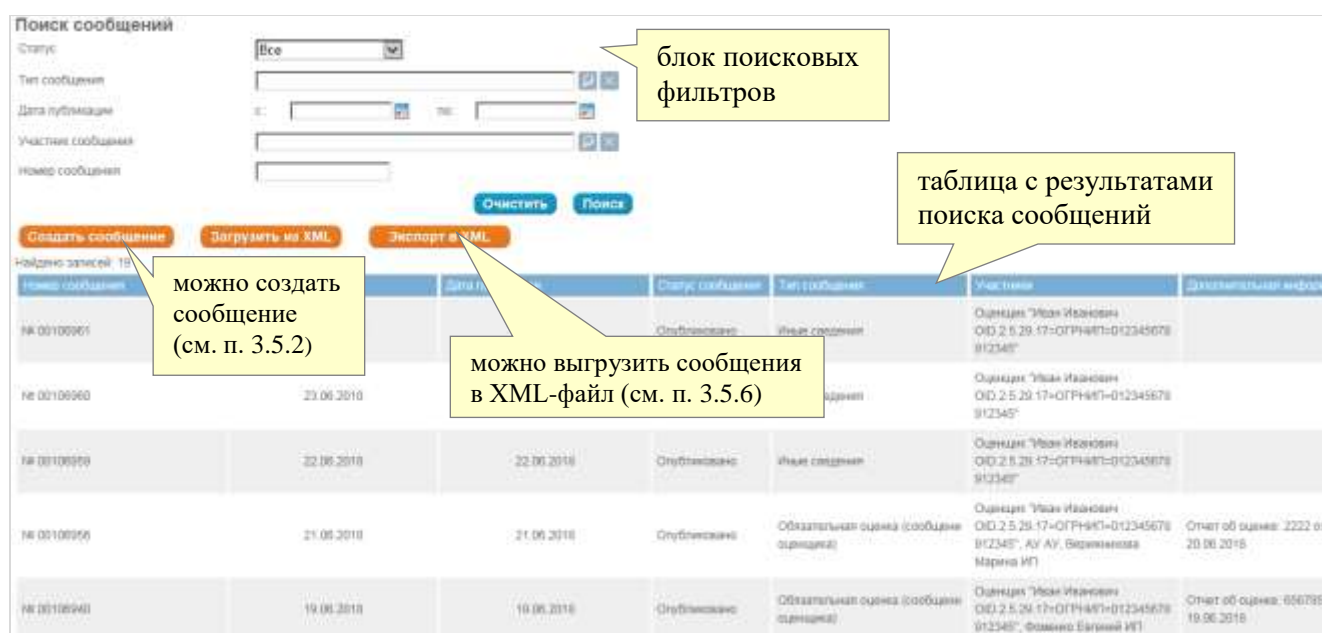 Поиск сообщений
Статус
Все
Тип сообщения
Дата публикации
с:
по:
Участник сообщения
Номер сообщения
блок поисковых
фильтров
Очистить
Поиск
таблица с результатами
поиска сообщений
Создать сообщение
Загрузить из XML
Экспорт в XML
Найдено записей: 19
Номер сообщения
Дата
Статус сообщения
Тип сообщения
Участники
Дополнительная
можно создать
сообщение
(см. п. 3.5.2)
можно выгрузить сообщения
в XML-файл (см. п. 3.5.6)
№ 00106961
Опубликовано
Иные сведения
Оценщик "Иван Иванович
OID.2.5.29.17=ОГРНИП=012345678
912345"
№ 00106960
23.06.2018
Оценщик "Иван Иванович
OID.2.5.29.17=ОГРНИП=012345678
912345"
№ 00106959
22.06.2018
22.06.2018
Опубликовано
Иные сведения
Оценщик "Иван Иванович
OID.2.5.29.17=ОГРНИП=012345678
912345"
21.06.2018
21.06.2018
Опубликовано
Обязательная оценка (сообщение
оценщика)
Оценщик "Иван Иванович
OID.2.5.29.17=ОГРНИП=012345678
912345", АУ АУ,
Марина ИП
Отчет об оценке: 2222 о
20.06.2018
19.06.2018
19.06.2018
Опубликовано
Обязательная оценка (сообщение
оценщика)
Оценщик "Иван Иванович
OID.2.5.29.17=ОГРНИП=012345678
912345", Фоменко Евгений ИП
Отчет об оценке:
19.06.2018